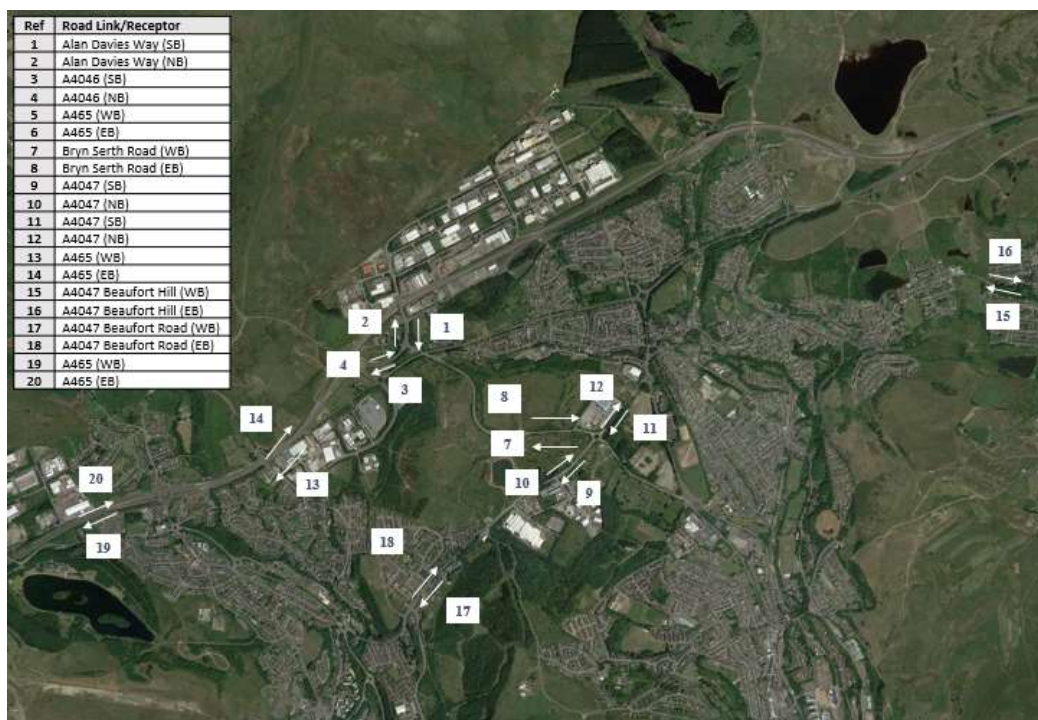 Ref Road Link/Receptor
1 Alan Davies Way (SB)
2 Alan Davies Way (NB)
3 A4046 (SB)
4 A4046 (NB)
5 A465 (WB)
6 A465 (EB)
7 Bryn Serth Road (WB)
8 Bryn Serth Road (EB)
9 A4047 (SB)
10 A4047 (NB)
11 A4047 (SB)
12 A4047 (NB)
13 A465 (WB)
14 A465 (EB)
15 A4047 Beaufort Hill (WB)
16 A4047 Beaufort Hill (EB)
17 A4047 Beaufort Road (WB)
18 A4047 Beaufort Road (EB)
19 A465 (WB)
20 A465 (EB)
16
15
2
1
4
3
12
8
14
11
7
13
10
9
20
19
18
17